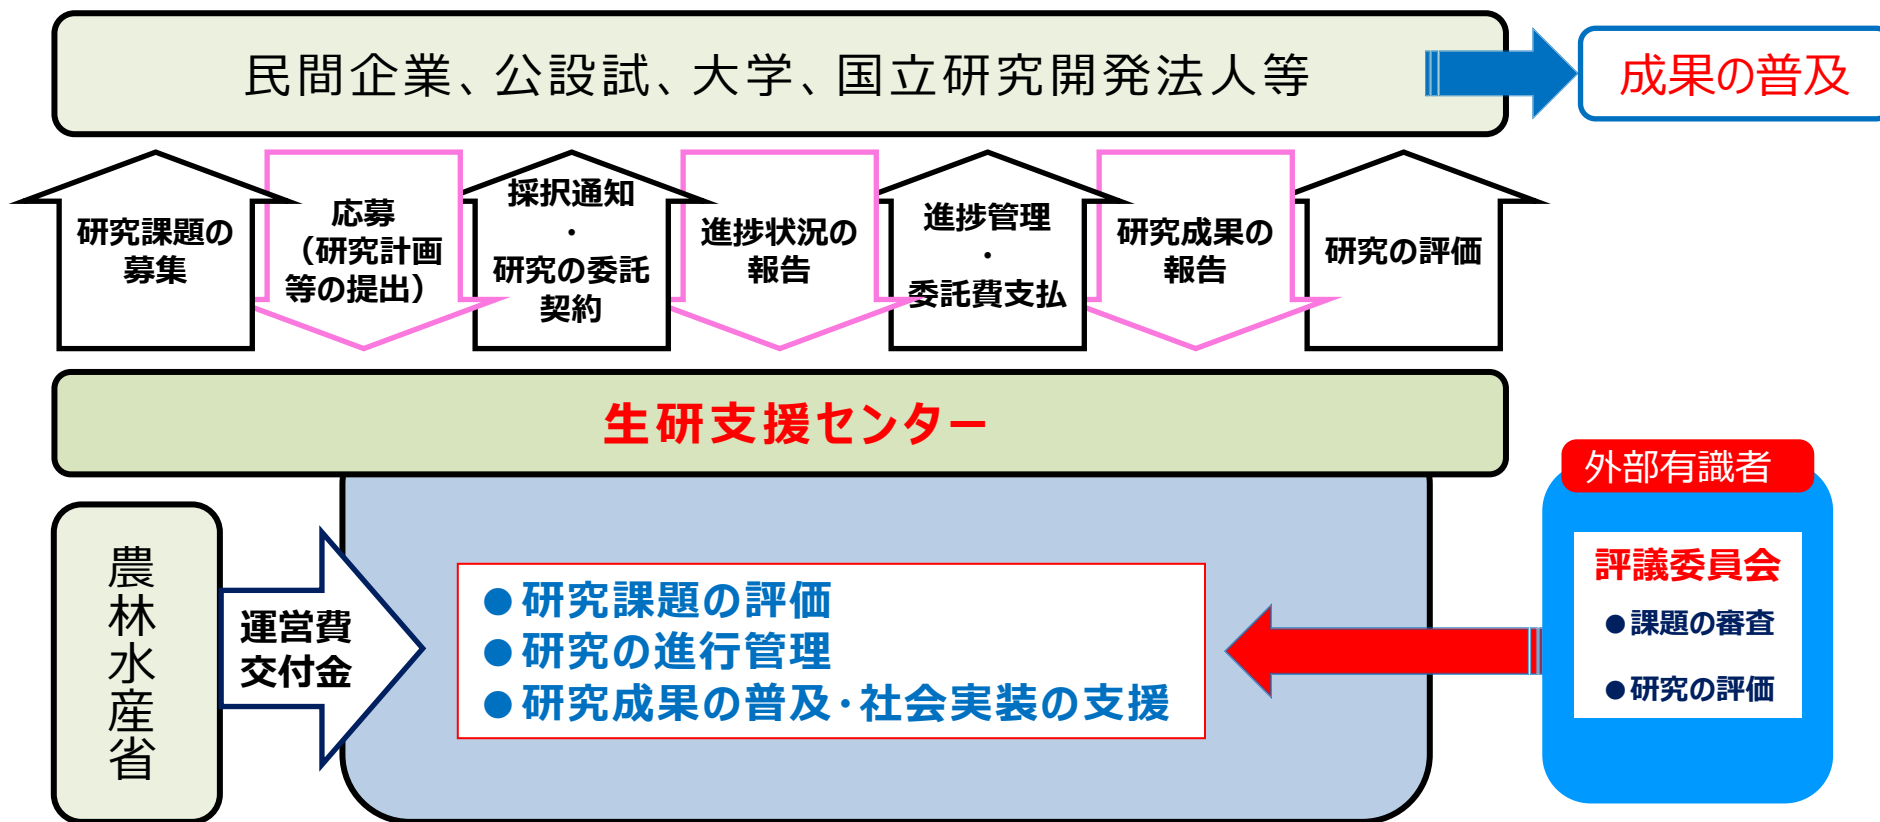 民間企業、公設試、大学、国立研究開発法人等
成果の普及
研究課題の
募集
応募
（研究計画
等の提出）
採択通知
・
研究の委託
契約
進捗状況の
報告
進捗管理
・
委託費支払
研究成果の
報告
研究の評価
生研支援センター
農林水産省
運営費
交付金
●研究課題の評価
●研究の進行管理
●研究成果の普及・社会実装の支援
外部有識者
評議委員会
●課題の審査
●研究の評価